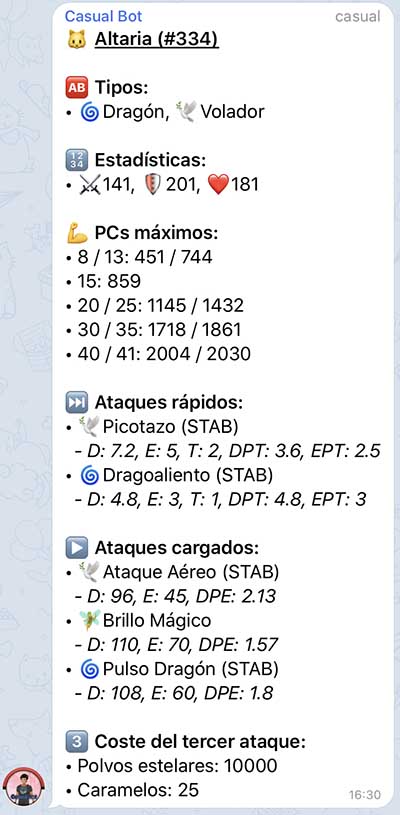 Casual Bot casual
🐱 Altaria (#334)
🆎 Tipos:
• 🌀Dragón, 🕊Volador
🔢 Estadísticas:
• ⚔141, 🛡201, ❤️181
💪 PCs máximos:
• 8 / 13: 451 / 744
• 15: 859
• 20 / 25: 1145 / 1432
• 30 / 35: 1718 / 1861
• 40 / 41: 2004 / 2030
⏭ Ataques rápidos:
• 🕊Picotazo (STAB)
- D: 7.2, E: 5, T: 2, DPT: 3.6, EPT: 2.5
• 🌀Dragoaliento (STAB)
- D: 4.8, E: 3, T: 1, DPT: 4.8, EPT: 3
▶️ Ataques cargados:
• 🕊Ataque Aéreo (STAB)
- D: 96, E: 45, DPE: 2.13
• 🧚Brillo Mágico
- D: 110, E: 70, DPE: 1.57
• 🌀Pulso Dragón (STAB)
- D: 108, E: 60, DPE: 1.8
3️⃣ Coste del tercer ataque:
• Polvos estelares: 10000
• Caramelos: 25
16:30